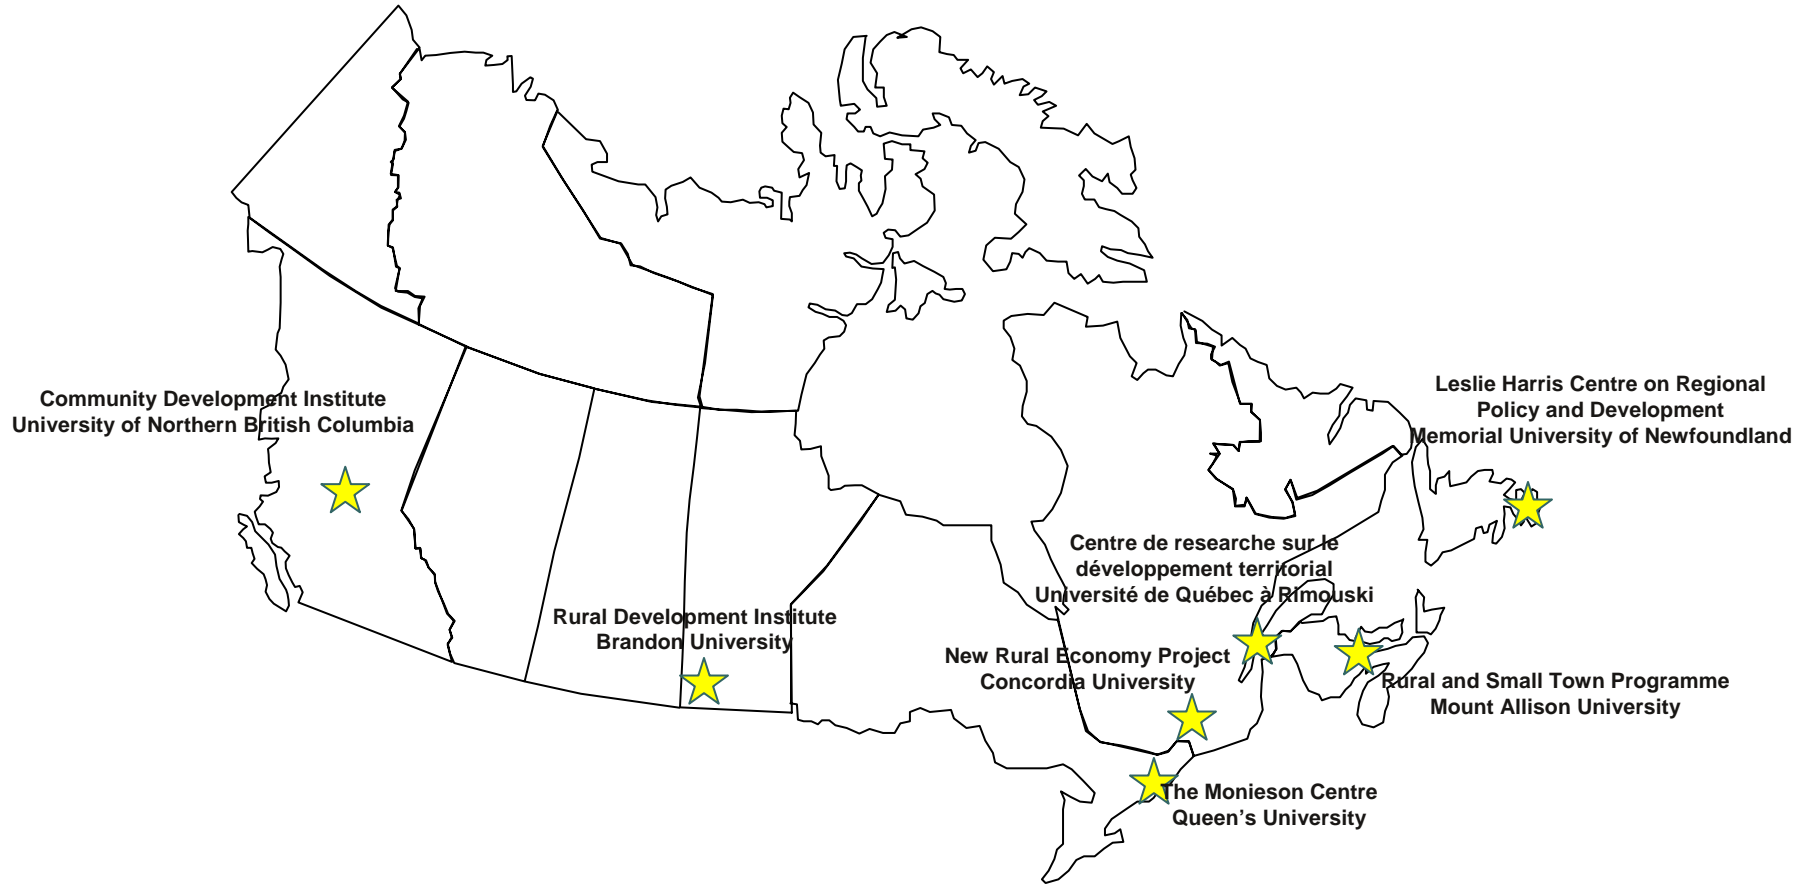 Community Development Institute
University of Northern British Columbia
Leslie Harris Centre on Regional
Policy and Development
Memorial University of Newfoundland
Centre de researche sur le
développement territorial
Université de Québec à Rimouski
Rural Development Institute
Brandon University
New Rural Economy Project
Concordia University
Rural and Small Town Programme
Mount Allison University
The Monieson Centre
Queen’s University